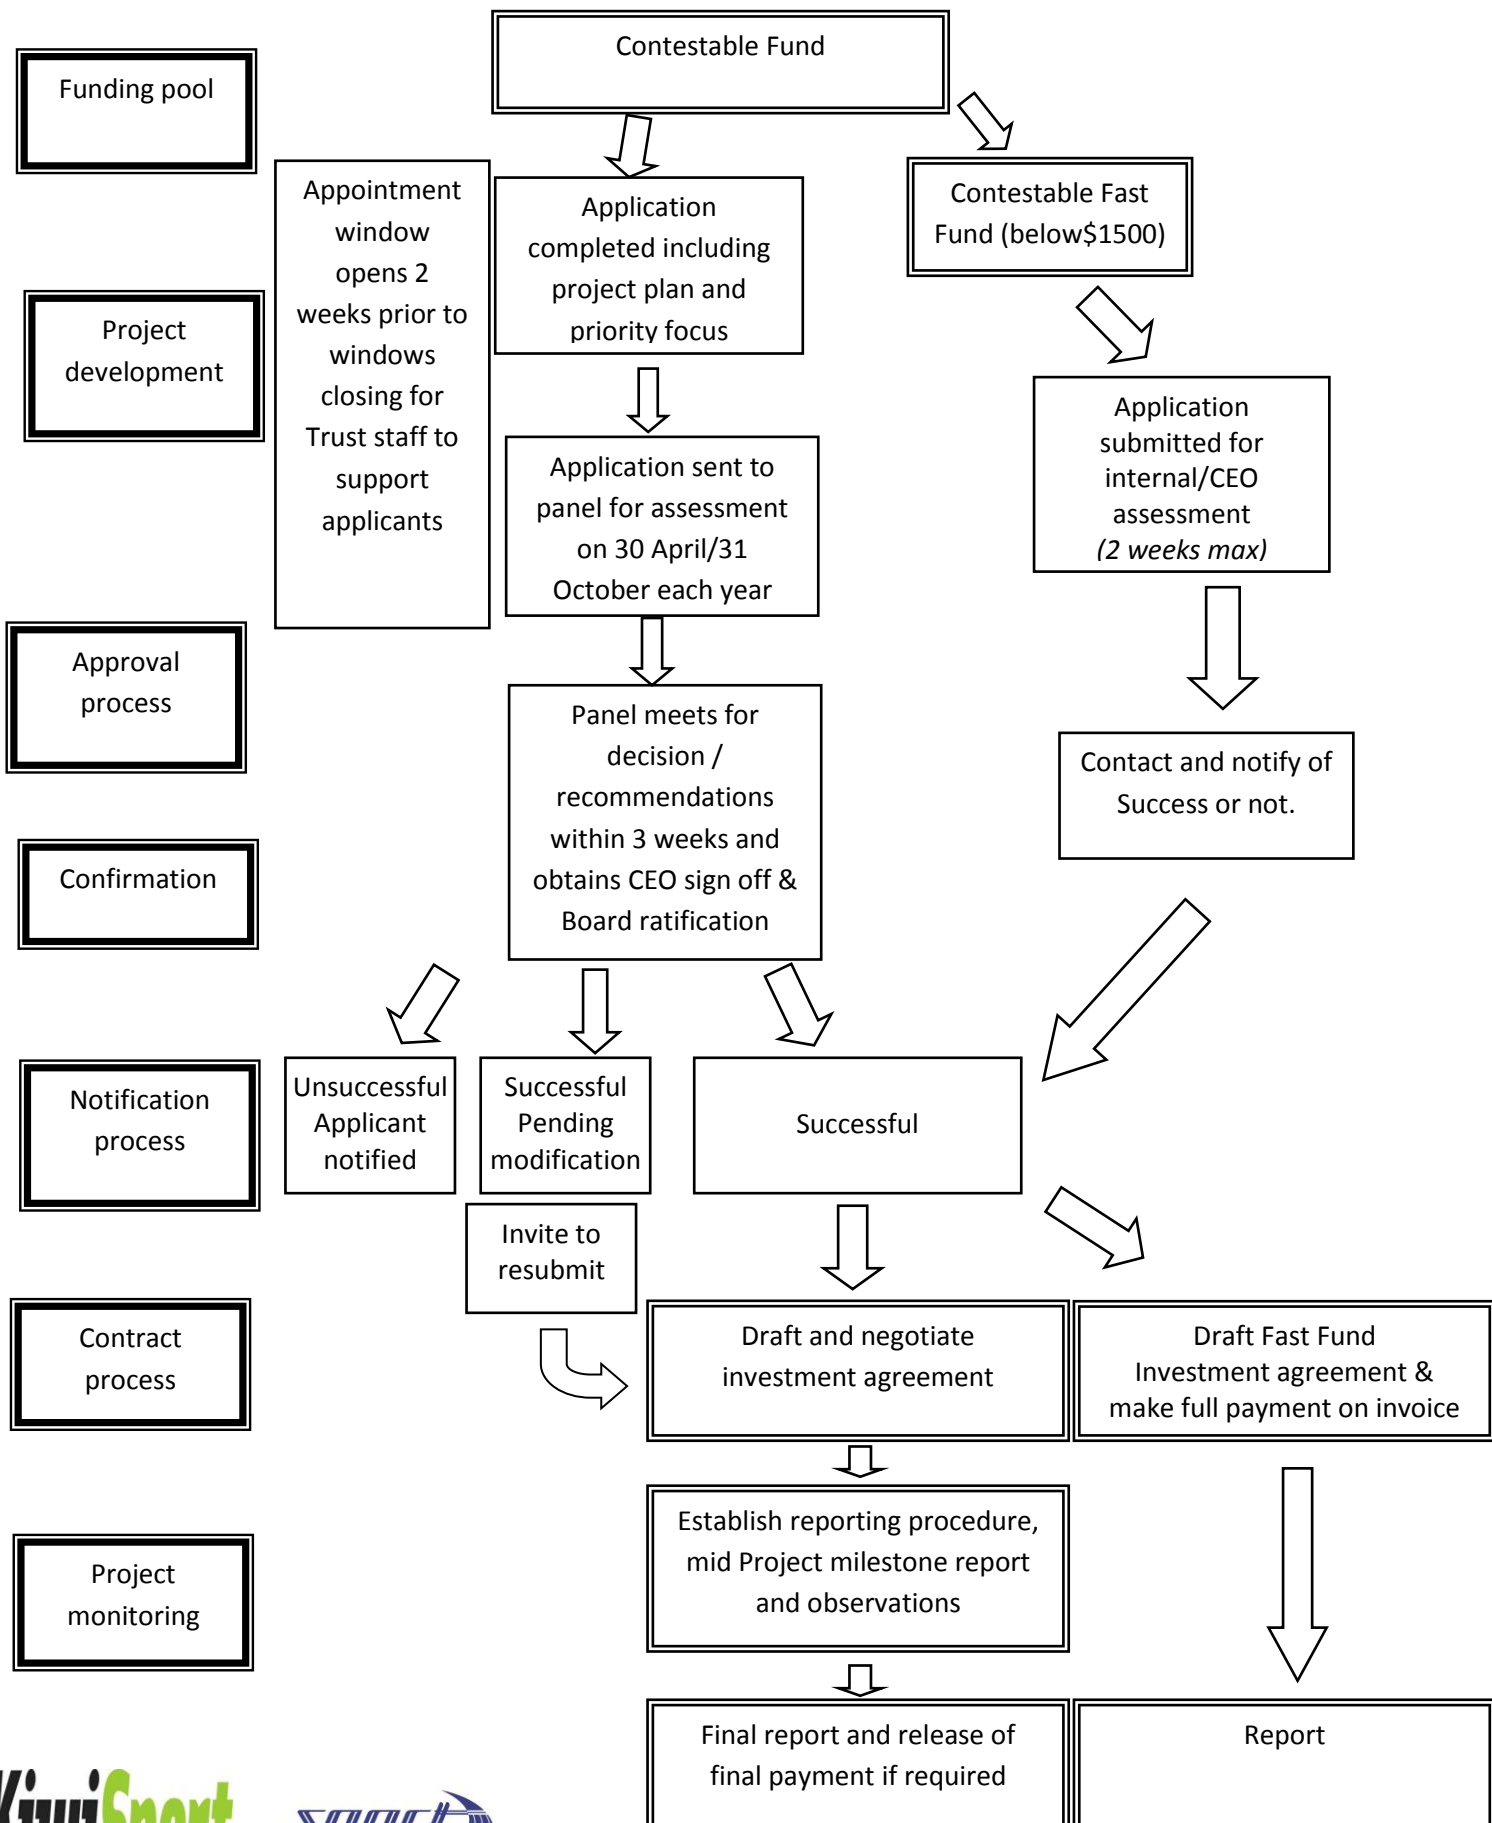 Contestable Fund
Funding pool
Contestable Fast
Fund (below$1500)
Appointment
window
opens 2
weeks prior to
windows
closing for
Trust staff to
support
applicants
Application
completed including
project plan and
priority focus
Project
development
Application
submitted for
internal/CEO
assessment
(2 weeks max)
Application sent to
panel for assessment
on 30 April/31
October each year
Approval
process
Panel meets for
decision /
recommendations
within 3 weeks and
obtains CEO sign off &
Board ratification
Contact and notify of
Success or not.
Confirmation
Notification
process
Unsuccessful
Applicant
notified
Successful
Pending
modification
Successful
Invite to
resubmit
Contract
process
Draft and negotiate
investment agreement
Draft Fast Fund
Investment agreement &
make full payment on invoice
Establish reporting procedure,
mid Project milestone report
and observations
Project
monitoring
Final report and release of
final payment if required
Report
KiwiSport
sport